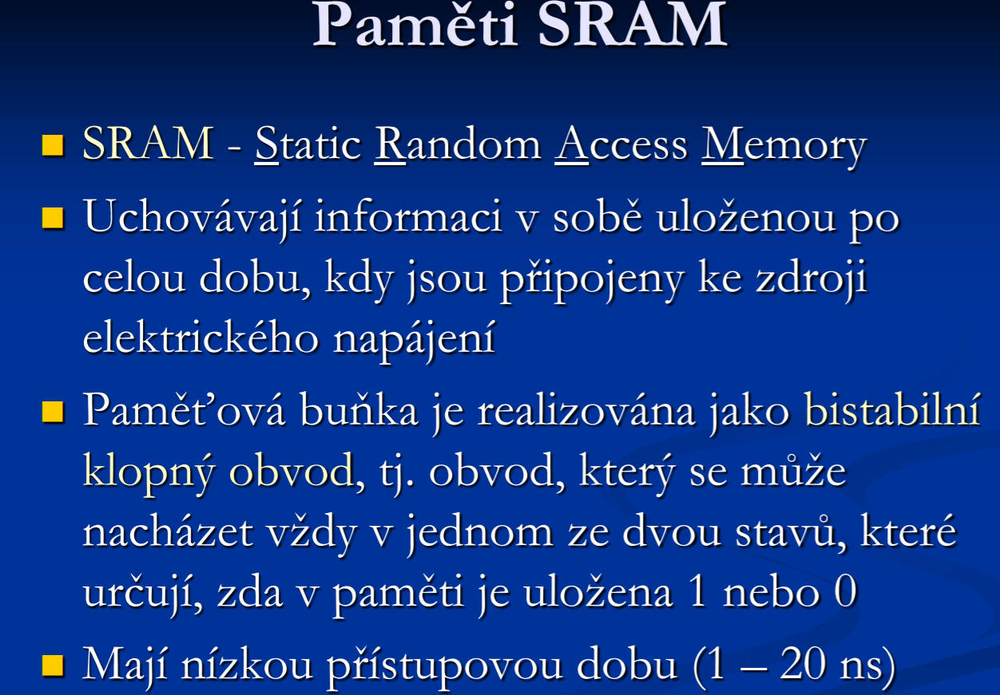 Paměti SRAM
SRAM - Static Random Access Memory
Uchovávají informaci v sobě uloženou po
celou dobu, kdy jsou připojeny ke zdroji
elektrického napájení
Paměťová buňka je realizována jako bistabilní
klopný obvod, tj. obvod, který se může
nacházet vždy v jednom ze dvou stavů, které
určují, zda v paměti je uložena 1 nebo 0
Mají nízkou přístupovou dobu (1 – 20 ns)